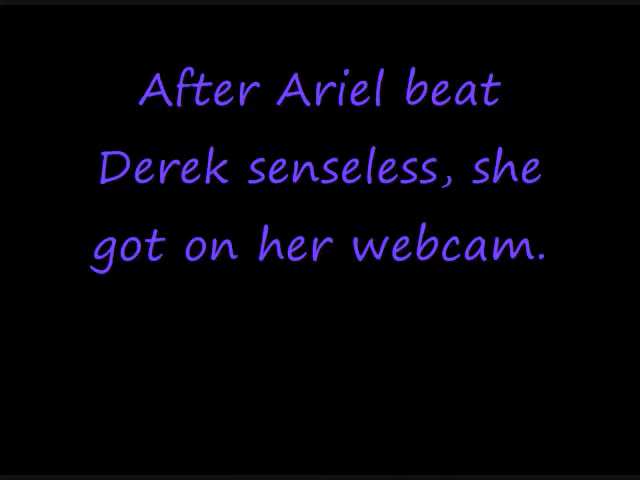 After Ariel beat
Derek senseless, she
got on her webcam.